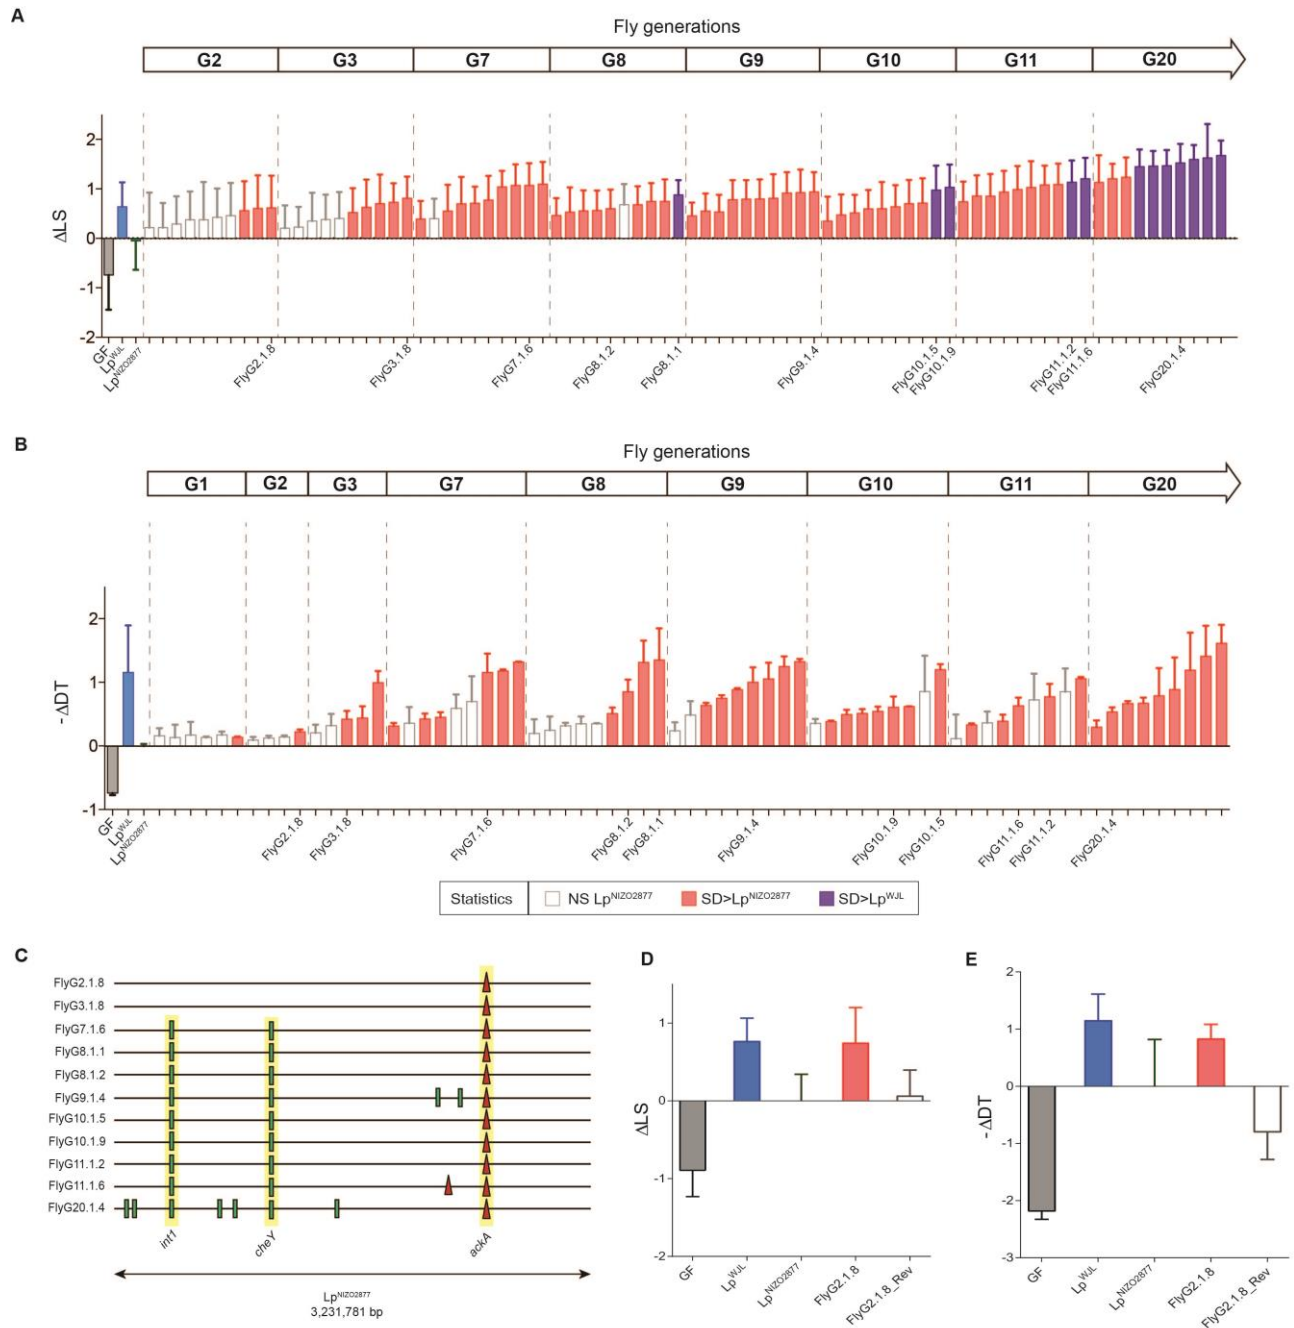 A
Fly generations
G2 G3 G7 G8 G9 G10 G11 G20
ΔLS
2
1
0
-1
-2
GF
Lp^WJL
Lp^NIZO2877
FlyG2.1.8
FlyG3.1.8
FlyG7.1.6
FlyG8.1.2
FlyG8.1.1
FlyG9.1.4
FlyG10.1.5
FlyG10.1.9
FlyG11.1.2
FlyG11.1.6
FlyG20.1.4
B
Fly generations
G1 G2 G3 G7 G8 G9 G10 G11 G20
-ΔDT
2
1
0
-1
GF
Lp^WJL
Lp^NIZO2877
FlyG2.1.8
FlyG3.1.8
FlyG7.1.6
FlyG8.1.2
FlyG8.1.1
FlyG9.1.4
FlyG10.1.9
FlyG10.1.5
FlyG11.1.6
FlyG11.1.2
FlyG20.1.4
Statistics NS Lp^NIZO2877 SD>Lp^NIZO2877 SD>Lp^WJL
C
FlyG2.1.8
FlyG3.1.8
FlyG7.1.6
FlyG8.1.1
FlyG8.1.2
FlyG9.1.4
FlyG10.1.5
FlyG10.1.9
FlyG11.1.2
FlyG11.1.6
FlyG20.1.4
int1
cheY
ackA
Lp^NIZO2877
3,231,781 bp
D
ΔLS
1
0
-1
-2
GF
Lp^WJL
Lp^NIZO2877
FlyG2.1.8
FlyG2.1.8_Rev
E
-ΔDT
2
1
0
-1
-2
-3
GF
Lp^WJL
Lp^NIZO2877
FlyG2.1.8
FlyG2.1.8_Rev